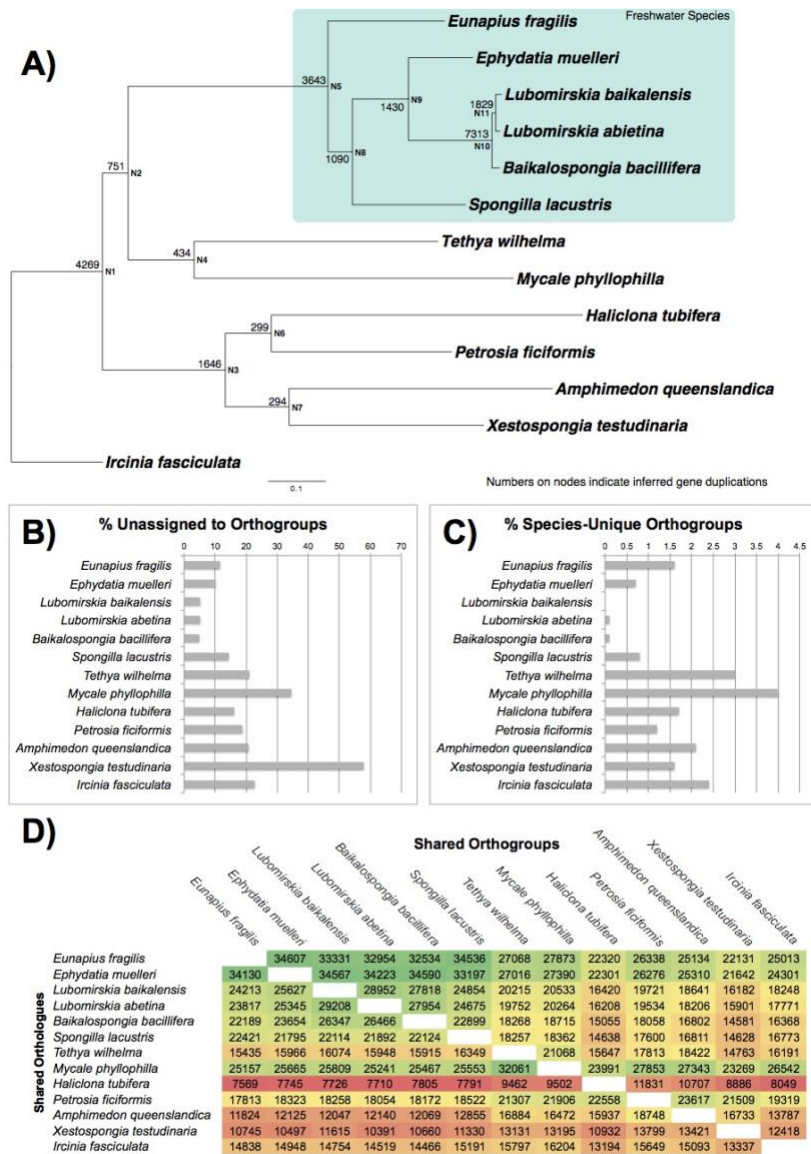 A)
Freshwater Species
Eunapius fragilis
Ephydatia muelleri
3643
N5
N9
1430
1829
N11
Lubomirskia baikalensis
7313
N10
Lubomirskia abietina
1090
N8
Baikalospongia bacillifera
751
N2
Spongilla lacustris
434
N4
Tethya wilhelma
4269
N1
Mycale phyllophilla
299
N6
Haliclona tubifera
1646
N3
Petrosia ficiformis
294
N7
Amphimedon queenslandica
Xestospongia testudinaria
Ircinia fasciculata
0.1
Numbers on nodes indicate inferred gene duplications
B)
% Unassigned to Orthogroups
0 10 20 30 40 50 60 70
Eunapius fragilis
Ephydatia muelleri
Lubomirskia baikalensis
Lubomirskia abetina
Baikalospongia bacillifera
Spongilla lacustris
Tethya wilhelma
Mycale phyllophilla
Haliclona tubifera
Petrosia ficiformis
Amphimedon queenslandica
Xestospongia testudinaria
Ircinia fasciculata
C)
% Species-Unique Orthogroups
0 0.5 1 1.5 2 2.5 3 3.5 4 4.5
Eunapius fragilis
Ephydatia muelleri
Lubomirskia baikalensis
Lubomirskia abetina
Baikalospongia bacillifera
Spongilla lacustris
Tethya wilhelma
Mycale phyllophilla
Haliclona tubifera
Petrosia ficiformis
Amphimedon queenslandica
Xestospongia testudinaria
Ircinia fasciculata
D)
Shared Orthogroups
Eunapius fragilis
Ephydatia muelleri
Lubomirskia baikalensis
Lubomirskia abetina
Baikalospongia bacillifera
Spongilla lacustris
Tethya wilhelma
Mycale phyllophilla
Haliclona tubifera
Petrosia ficiformis
Amphimedon queenslandica
Xestospongia testudinaria
Ircinia fasciculata
Shared Orthologues
Eunapius fragilis 34607 33331 32954 32534 34536 27068 27873 22320 26338 25134 22131 25013
Ephydatia muelleri 34130 34567 34223 34590 33197 27016 27390 22301 26276 25310 21642 24301
Lubomirskia baikalensis 24213 25627 28952 27818 24854 20215 20533 16420 19721 18641 16182 18248
Lubomirskia abetina 23817 25345 29208 27954 24675 19752 20264 16208 19534 18206 15901 17771
Baikalospongia bacillifera 22189 23654 26347 26466 22899 18268 18715 15055 18058 16802 14581 16368
Spongilla lacustris 22421 21795 22114 21892 22124 18257 18362 14638 17600 16811 14628 16773
Tethya wilhelma 15435 15966 16074 15948 15915 16349 21068 15647 17813 18422 14763 16191
Mycale phyllophilla 25157 25665 25809 25241 25467 25553 32061 23991 27853 27343 23269 26542
Haliclona tubifera 7569 7745 7726 7710 7805 7791 9462 9502 11831 10707 8886 8049
Petrosia ficiformis 17813 18323 18258 18054 18172 18522 21307 21906 22558 23617 21509 19319
Amphimedon queenslandica 11824 12125 12047 12140 12069 12855 16884 16472 15937 18748 16733 13787
Xestospongia testudinaria 10745 10497 11615 10391 10660 11330 13131 13195 10932 13799 13421 12418
Ircinia fasciculata 14838 14948 14754 14519 14466 15191 15797 16204 13194 15649 15093 13337